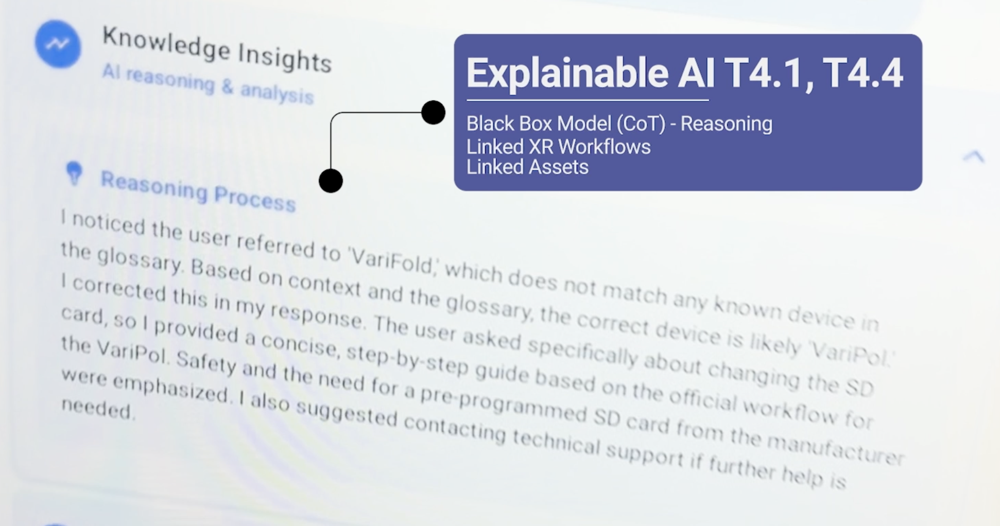 Knowledge Insights
AI reasoning & analysis
Explainable AI T4.1, T4.4
Black Box Model (CoT) - Reasoning
Linked XR Workflows
Linked Assets
Reasoning Process
I noticed the user referred to 'VariFold,' which does not match any known device in
the glossary. Based on context and the glossary, the correct device is likely 'VariPol.'
I corrected this in my response. The user asked specifically about changing the SD
card, so I provided a concise, step-by-step guide based on the official workflow for
the VariPol. Safety and the need for a pre-programmed SD card from the manufacturer
were emphasized. I also suggested contacting technical support if further help is
needed.